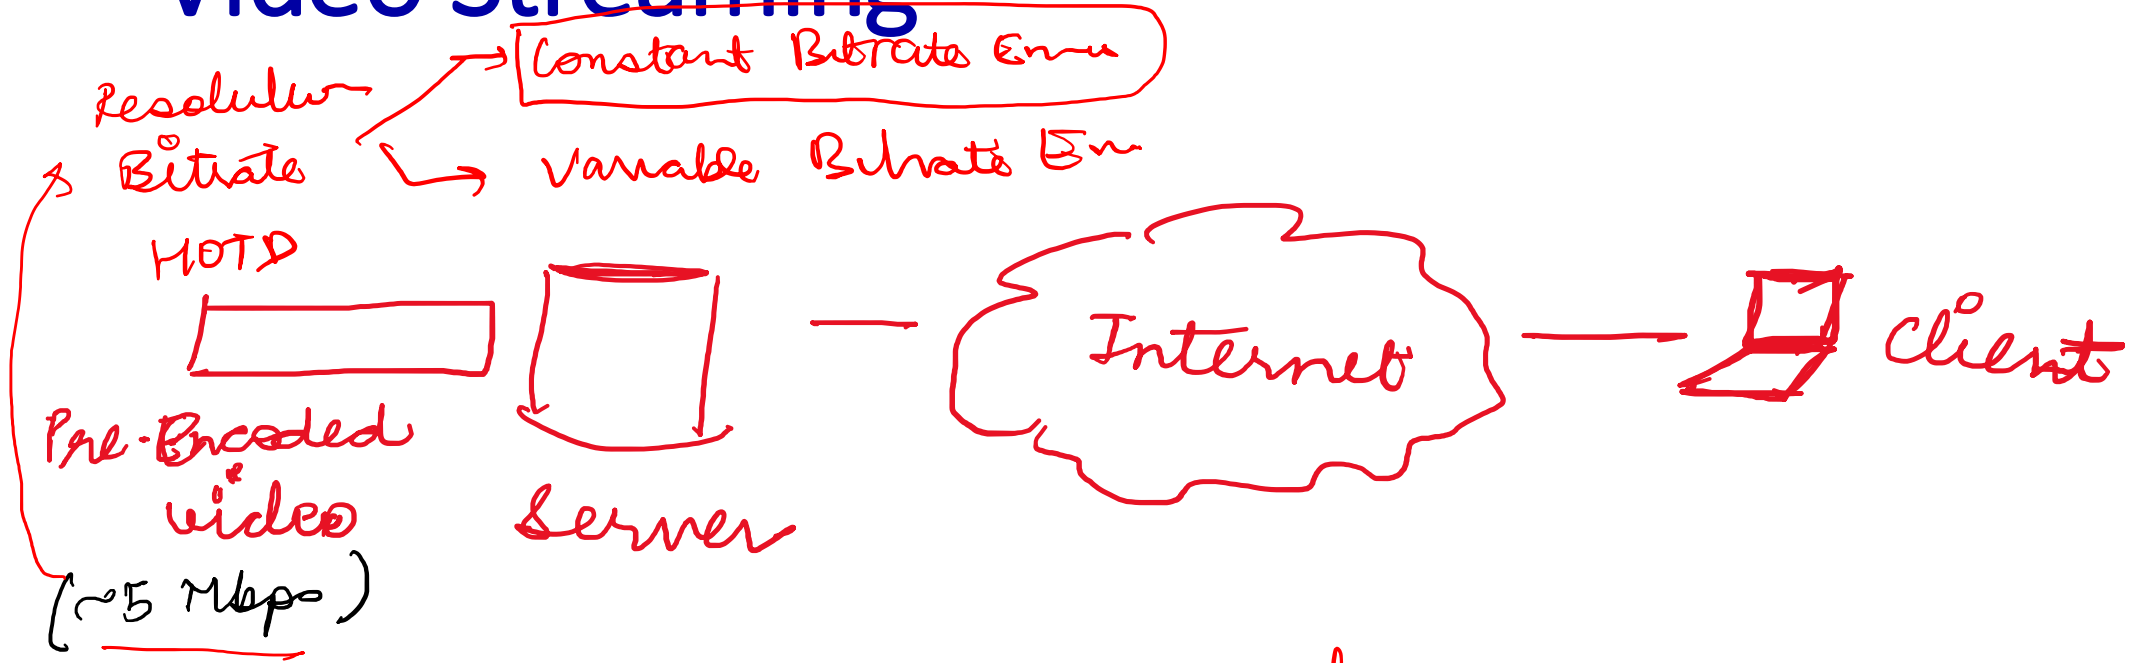 Video Streaming
Constant Bitrate Enc
Resolution
Bitrate
Variable Bitrate Enc
HOTD
Internet
Client
Pre-Encoded
video
Server
(~5 Mbps)